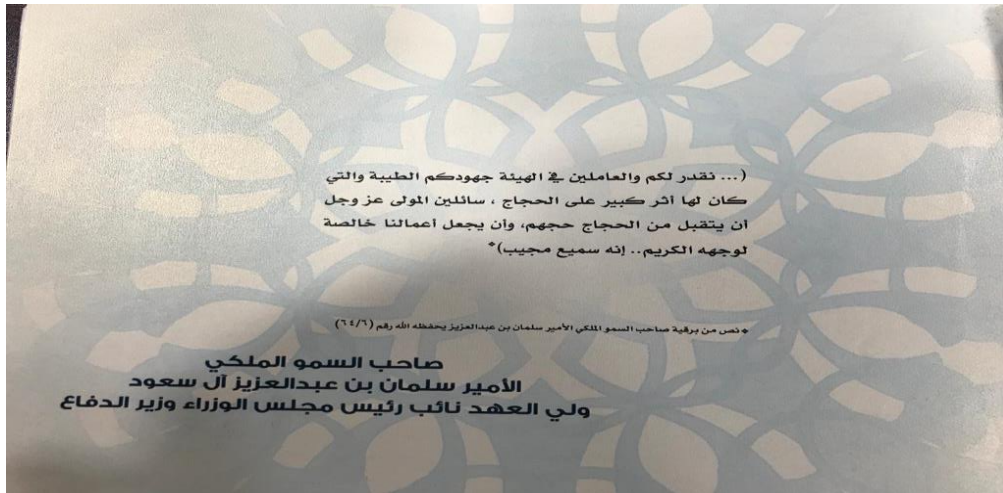 (... نقدر لكم والعاملين في الهيئة جهودكم الطيبة والتي
كان لها أثر كبير على الحجاج ، سائلين المولى عز وجل
أن يتقبل من الحجاج حجهم، وأن يجعل أعمالنا خالصة
لوجهه الكريم.. إنه سميع مجيب)*
* نص من برقية صاحب السمو الملكي الأمير سلمان بن عبدالعزيز يحفظه الله رقم (٦٤/٦)
صاحب السمو الملكي
الأمير سلمان بن عبدالعزيز آل سعود
ولي العهد نائب رئيس مجلس الوزراء وزير الدفاع